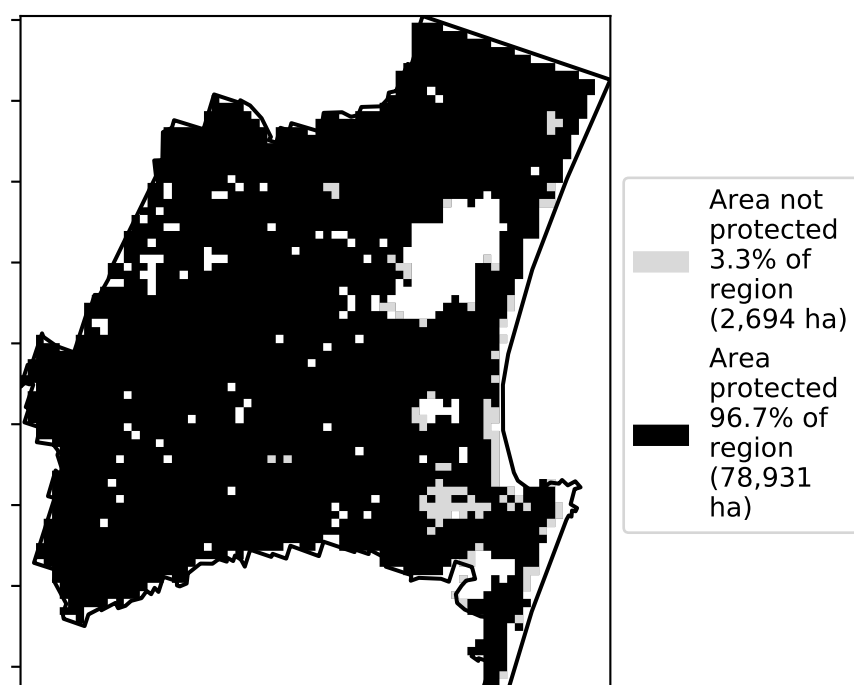 Area not
protected
3.3% of
region
(2,694 ha)
Area
protected
96.7% of
region
(78,931
ha)